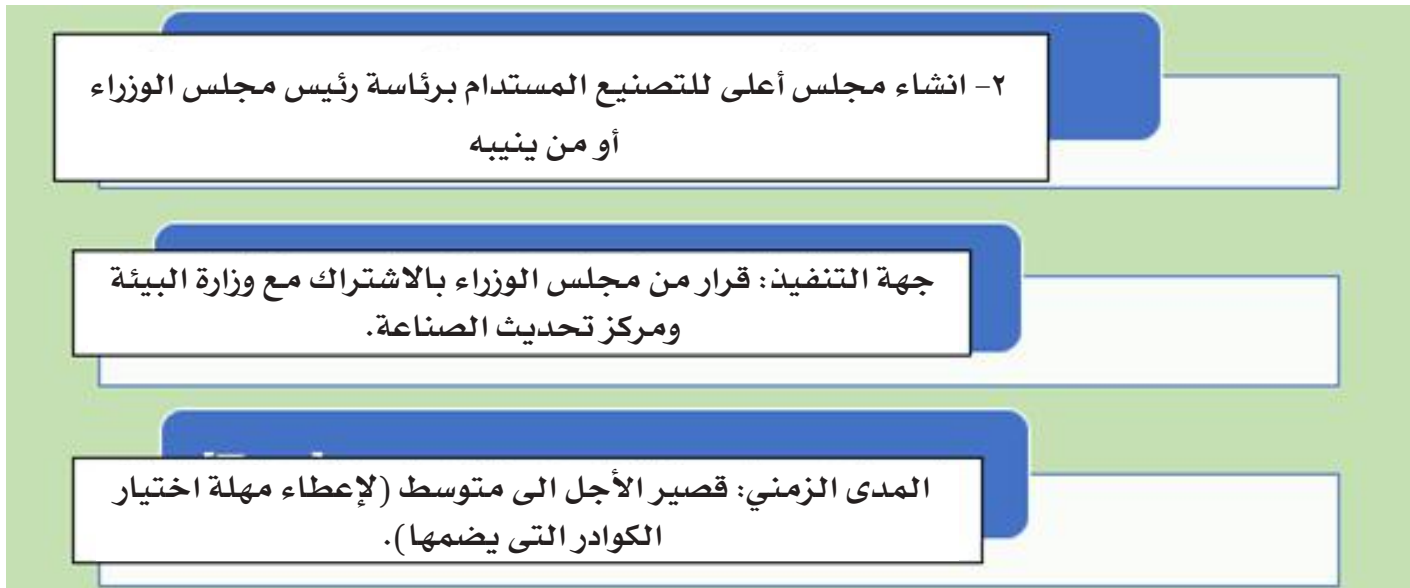 ٢- انشاء مجلس أعلى للتصنيع المستدام برئاسة رئيس مجلس الوزراء
أو من ينيبه
جهة التنفيذ: قرار من مجلس الوزراء بالاشتراك مع وزارة البيئة
ومركز تحديث الصناعة.
المدى الزمني: قصير الأجل الى متوسط (لإعطاء مهلة اختيار
الكوادر التى يضمها).